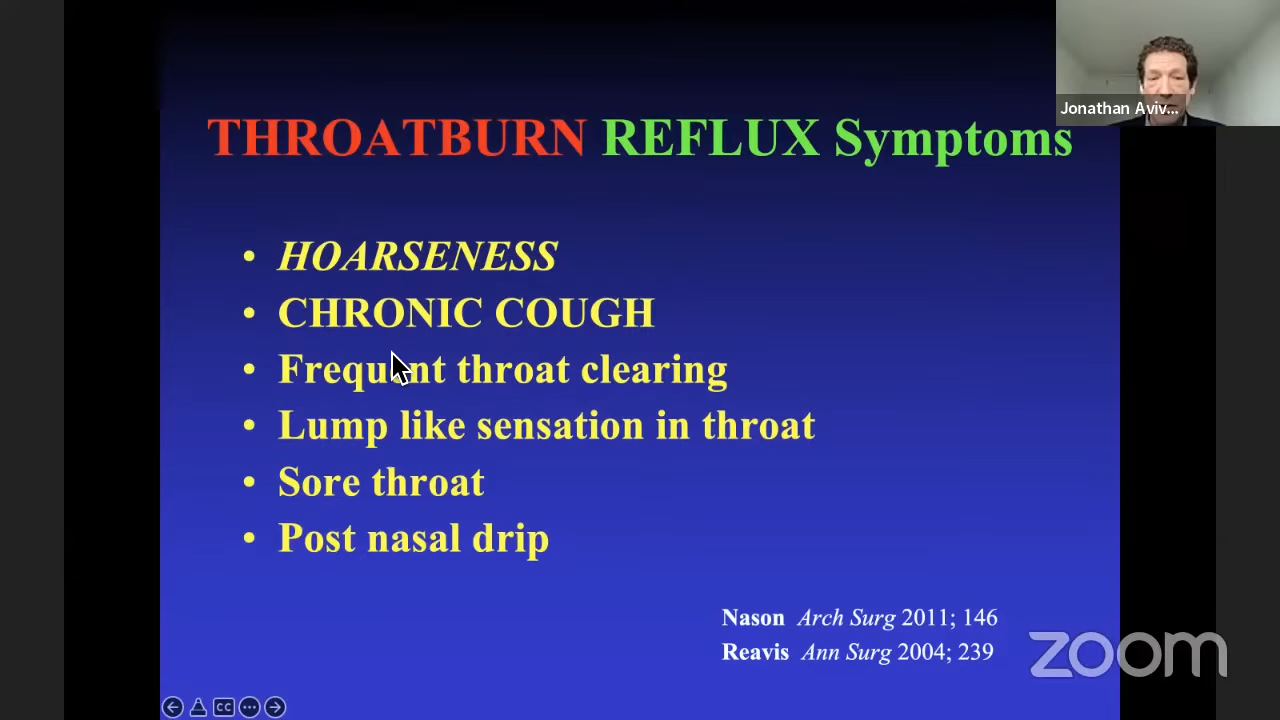 Jonathan Aviv...
THROATBURN REFLUX Symptoms
• HOARSENESS
• CHRONIC COUGH
• Frequent throat clearing
• Lump like sensation in throat
• Sore throat
• Post nasal drip
Nason Arch Surg 2011; 146
Reavis Ann Surg 2004; 239
zoom
CC